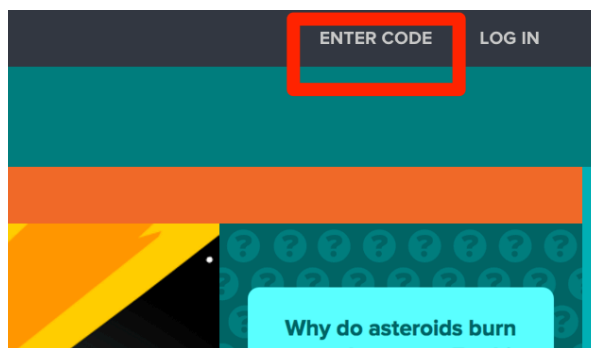 ENTER CODE LOG IN
? ? ? ? ? ? ? ?
Why do asteroids burn